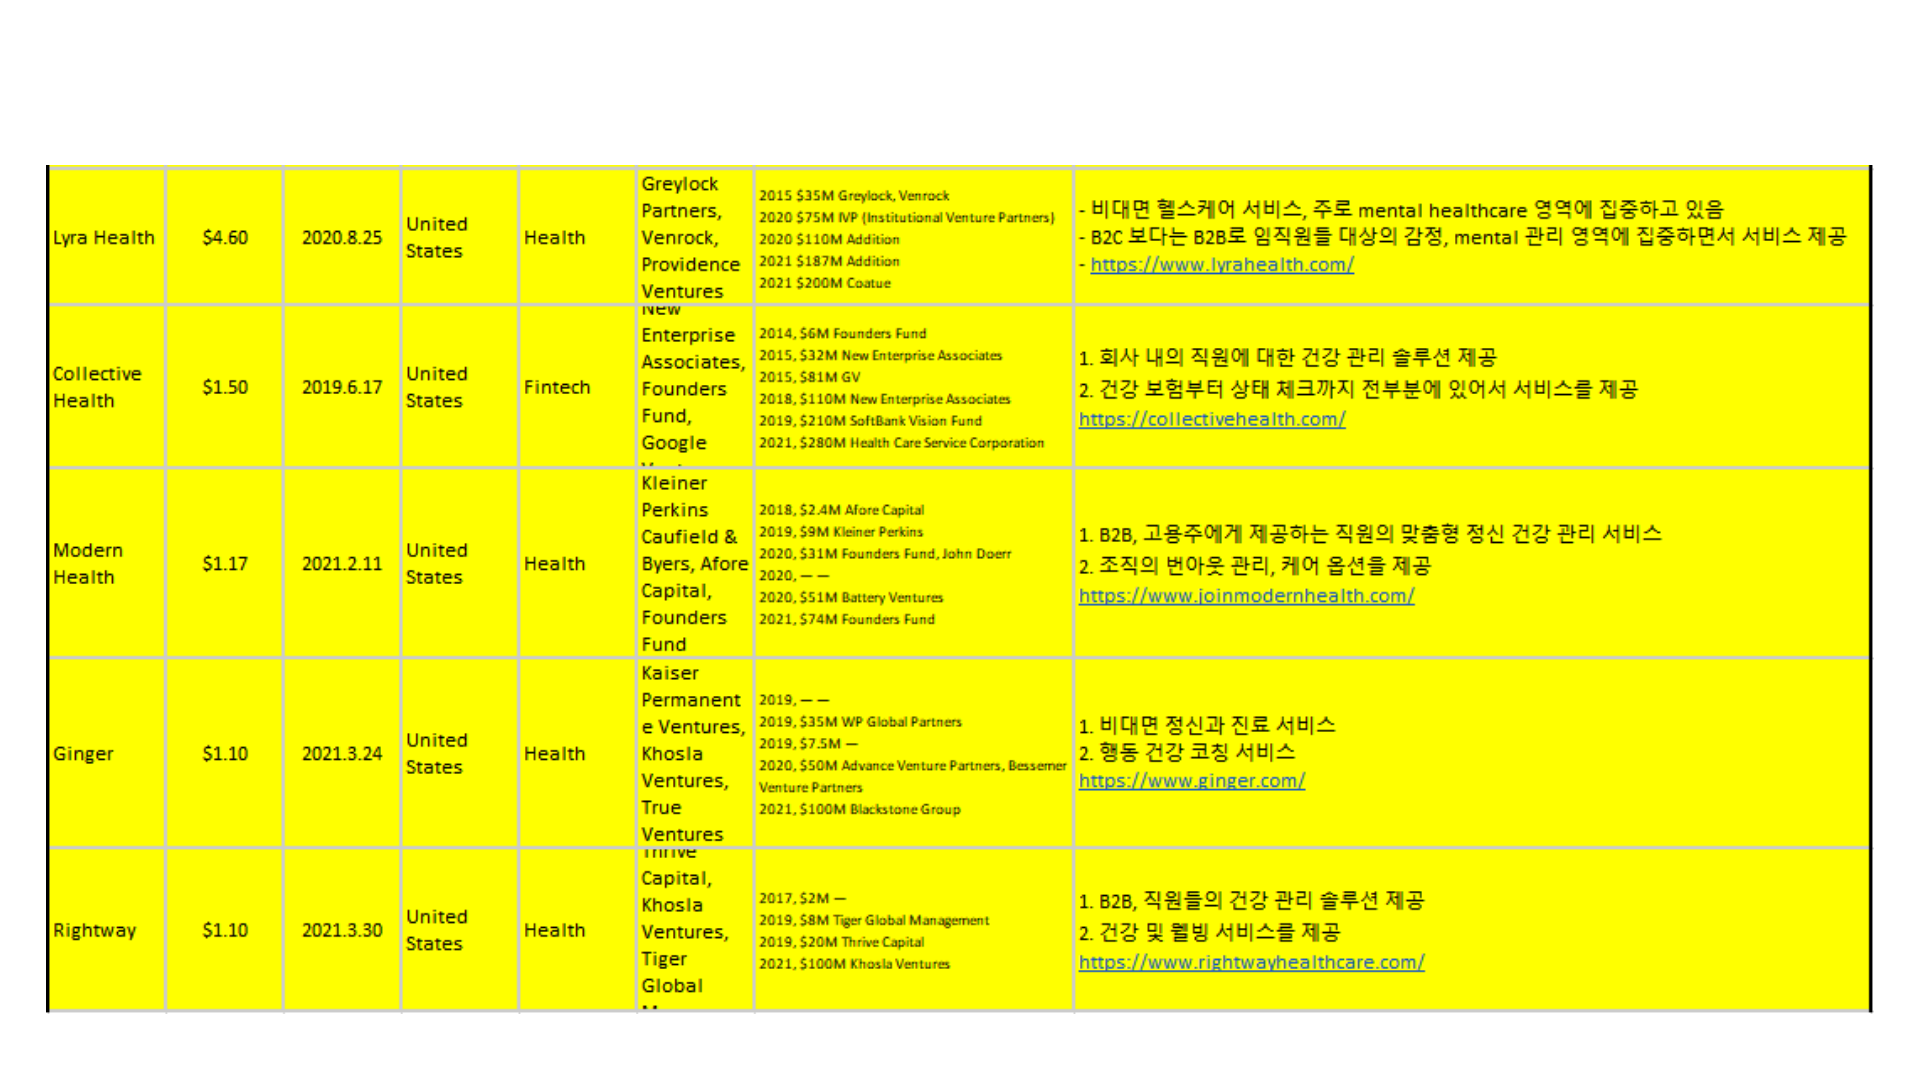 Lyra Health
$4.60
2020.8.25
United
States
Health
Greylock
Partners,
Venrock,
Providence
Ventures
2015 $35M Greylock, Venrock
2020 $75M IVP (Institutional Venture Partners)
2020 $110M Addition
2021 $187M Addition
2021 $200M Coatue
- 비대면 헬스케어 서비스, 주로 mental healthcare 영역에 집중하고 있음
- B2C 보다는 B2B로 임직원들 대상의 감정, mental 관리 영역에 집중하면서 서비스 제공
- https://www.lyrahealth.com/
Collective
Health
$1.50
2019.6.17
United
States
Fintech
New
Enterprise
Associates,
Founders
Fund,
Google
2014, $6M Founders Fund
2015, $32M New Enterprise Associates
2015, $81M GV
2018, $110M New Enterprise Associates
2019, $210M SoftBank Vision Fund
2021, $280M Health Care Service Corporation
1. 회사 내의 직원에 대한 건강 관리 솔루션 제공
2. 건강 보험부터 상태 체크까지 전부분에 있어서 서비스를 제공
https://collectivehealth.com/
Modern
Health
$1.17
2021.2.11
United
States
Health
Kleiner
Perkins
Caufield &
Byers, Afore
Capital,
Founders
Fund
2018, $2.4M Afore Capital
2019, $9M Kleiner Perkins
2020, $31M Founders Fund, John Doerr
2020, — —
2020, $51M Battery Ventures
2021, $74M Founders Fund
1. B2B, 고용주에게 제공하는 직원의 맞춤형 정신 건강 관리 서비스
2. 조직의 번아웃 관리, 케어 옵션을 제공
https://www.joinmodernhealth.com/
Ginger
$1.10
2021.3.24
United
States
Health
Kaiser
Permanent
e Ventures,
Khosla
Ventures,
True
Ventures
2019, — —
2019, $35M WP Global Partners
2019, $7.5M —
2020, $50M Advance Venture Partners, Bessemer
Venture Partners
2021, $100M Blackstone Group
1. 비대면 정신과 진료 서비스
2. 행동 건강 코칭 서비스
https://www.ginger.com/
Rightway
$1.10
2021.3.30
United
States
Health
Thrive
Capital,
Khosla
Ventures,
Tiger
Global
2017, $2M —
2019, $8M Tiger Global Management
2019, $20M Thrive Capital
2021, $100M Khosla Ventures
1. B2B, 직원들의 건강 관리 솔루션 제공
2. 건강 및 웰빙 서비스를 제공
https://www.rightwayhealthcare.com/